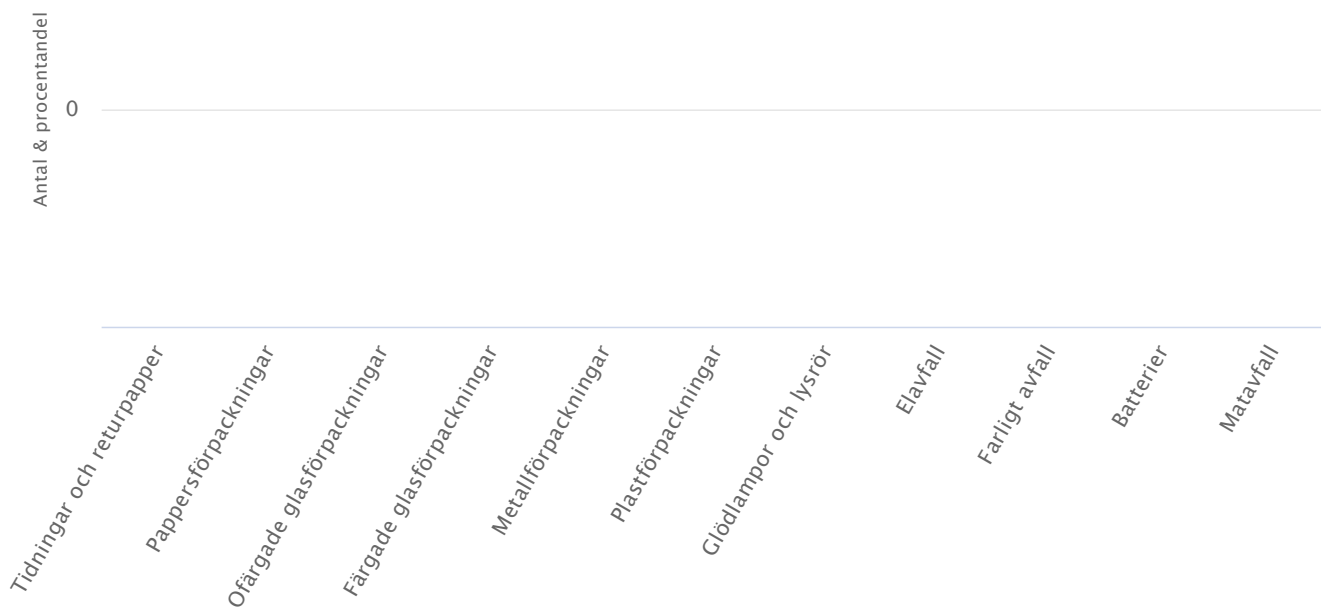 Antal & procentandel
0
Tidningar och returpapper
Pappersförpackningar
Ofärgade glasförpackningar
Färgade glasförpackningar
Metallförpackningar
Plastförpackningar
Glödlampor och lysrör
Elavfall
Farligt avfall
Batterier
Matavfall